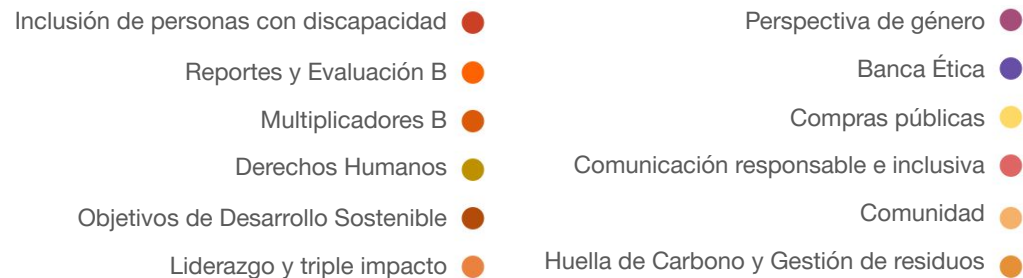 Inclusión de personas con discapacidad
Reportes y Evaluación B
Multiplicadores B
Derechos Humanos
Objetivos de Desarrollo Sostenible
Liderazgo y triple impacto
Perspectiva de género
Banca Ética
Compras públicas
Comunicación responsable e inclusiva
Comunidad
Huella de Carbono y Gestión de residuos